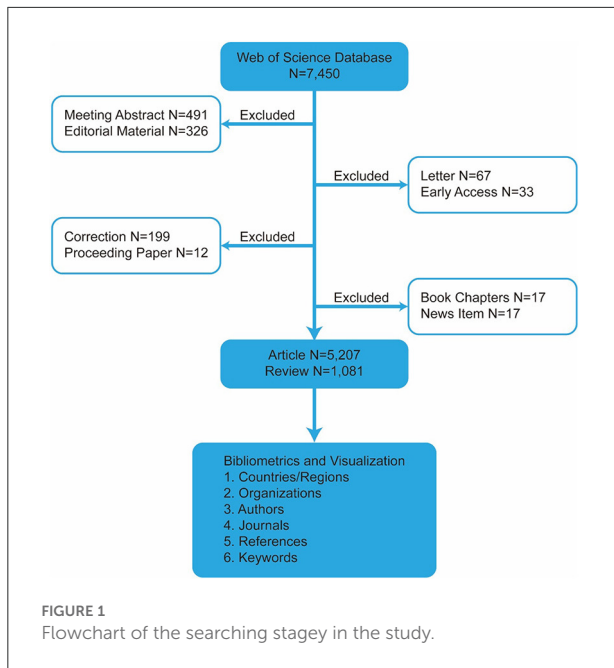 Web of Science Database
N=7,450
Meeting Abstract N=491
Editorial Material N=326
Excluded
Excluded
Letter N=67
Early Access N=33
Correction N=199
Proceeding Paper N=12
Excluded
Excluded
Book Chapters N=17
News Item N=17
Article N=5,207
Review N=1,081
Bibliometrics and Visualization
1. Countries/Regions
2. Organizations
3. Authors
4. Journals
5. References
6. Keywords
FIGURE 1
Flowchart of the searching stagey in the study.